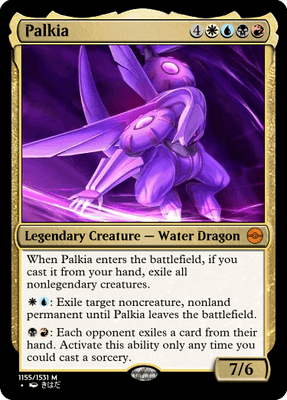 Palkia 4
Legendary Creature — Water Dragon
When Palkia enters the battlefield, if you
cast it from your hand, exile all
nonlegendary creatures.
: Exile target noncreature, nonland
permanent until Palkia leaves the battlefield.
: Each opponent exiles a card from their
hand. Activate this ability only any time you
could cast a sorcery.
7/6
1155/1531 M
• きはだ